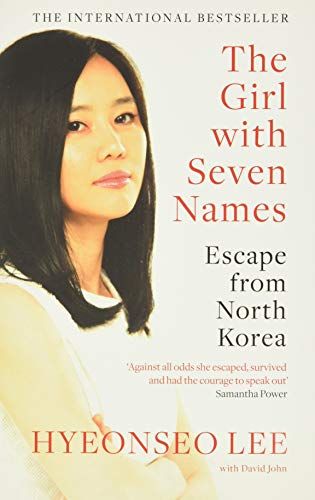 THE INTERNATIONAL BESTSELLER
The
Girl
with
Seven
Names
Escape
from
North
Korea
‘Against all odds she escaped, survived
and had the courage to speak out’
Samantha Power
HYEONSEO LEE
with David John